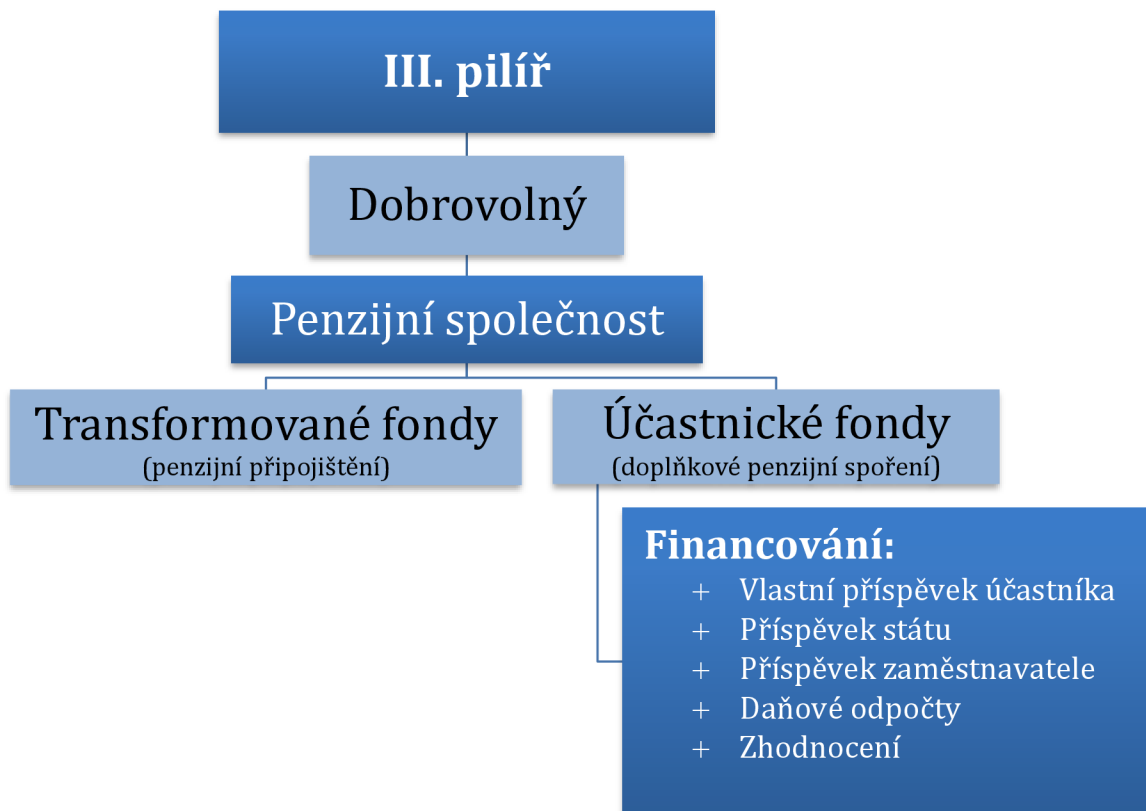 III. pilíř
Dobrovolný
Penzijní společnost
Transformované fondy
(penzijní připojištění)
Účastnické fondy
(doplňkové penzijní spoření)
Financování:
+ Vlastní příspěvek účastníka
+ Příspěvek státu
+ Příspěvek zaměstnavatele
+ Daňové odpočty
+ Zhodnocení